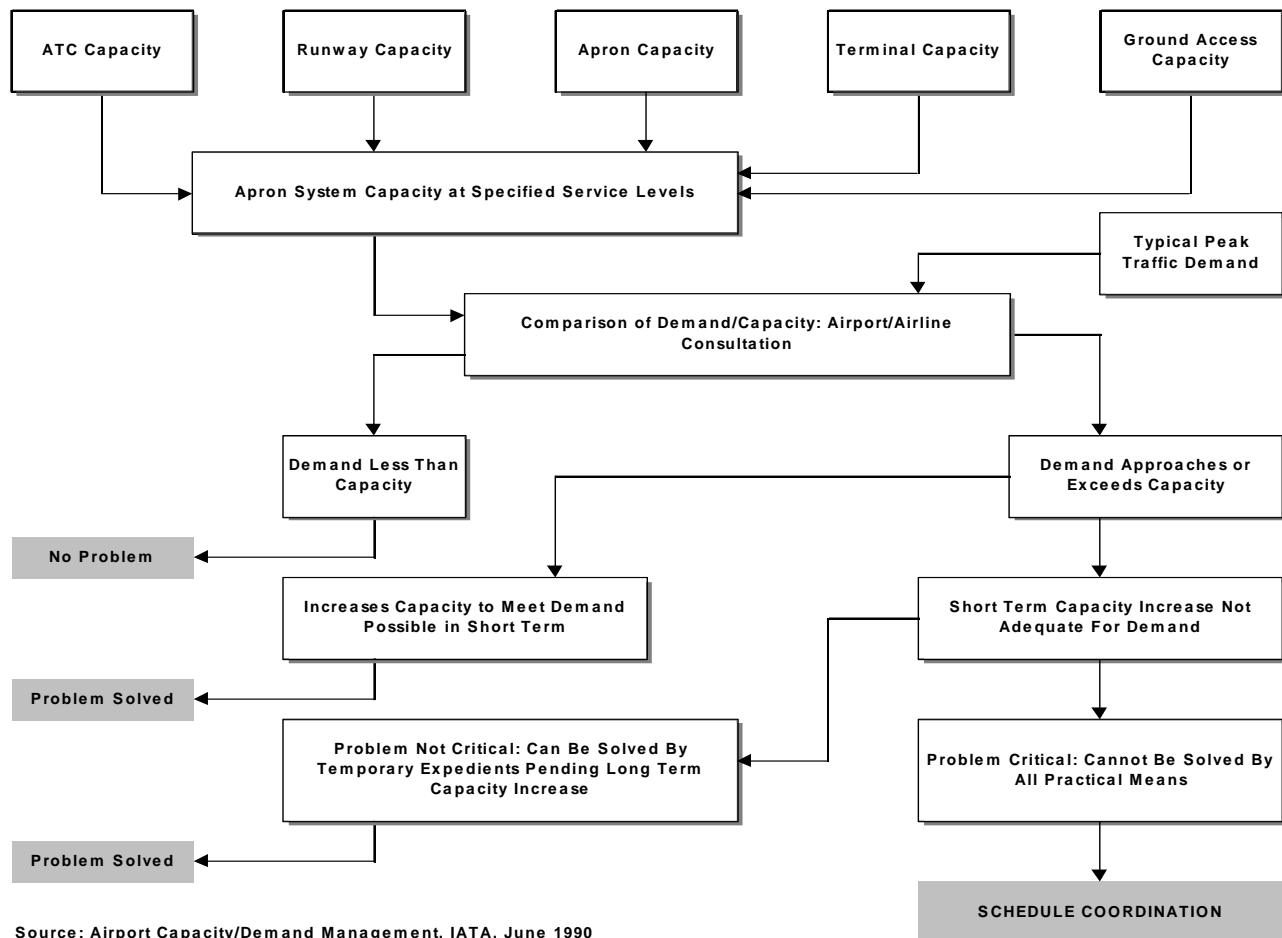 ATC Capacity
Runway Capacity
Apron Capacity
Terminal Capacity
Ground Access
Capacity
Apron System Capacity at Specified Service Levels
Typical Peak
Traffic Demand
Comparison of Demand/Capacity: Airport/Airline
Consultation
Demand Less Than
Capacity
Demand Approaches or
Exceeds Capacity
No Problem
Increases Capacity to Meet Demand
Possible in Short Term
Short Term Capacity Increase Not
Adequate For Demand
Problem Solved
Problem Not Critical: Can Be Solved By
Temporary Expedients Pending Long Term
Capacity Increase
Problem Critical: Cannot Be Solved By
All Practical Means
Problem Solved
SCHEDULE COORDINATION
Source: Airport Capacity/Demand Management, IATA, June 1990